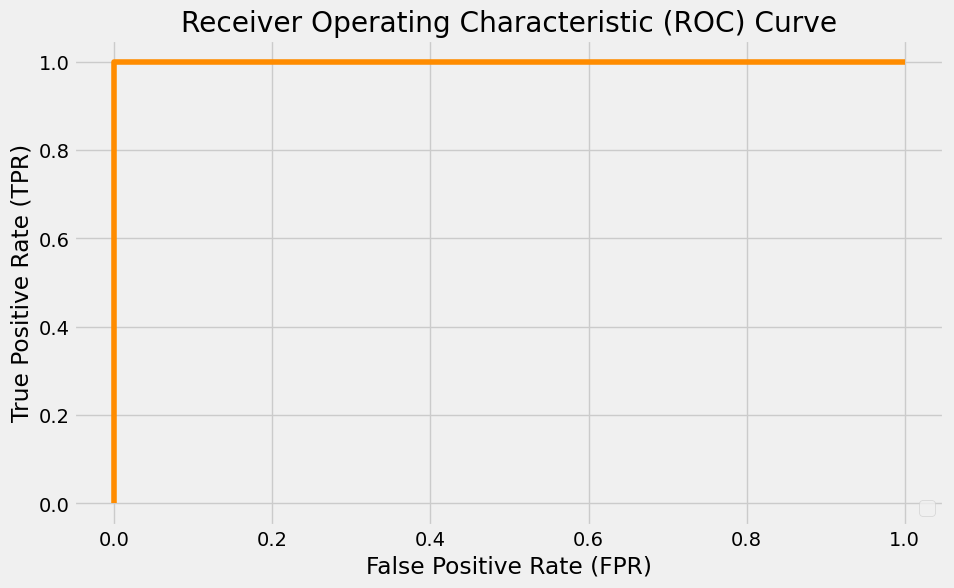 Receiver Operating Characteristic (ROC) Curve
1.0
0.8
0.6
0.4
0.2
0.0
True Positive Rate (TPR)
0.0 0.2 0.4 0.6 0.8 1.0
False Positive Rate (FPR)